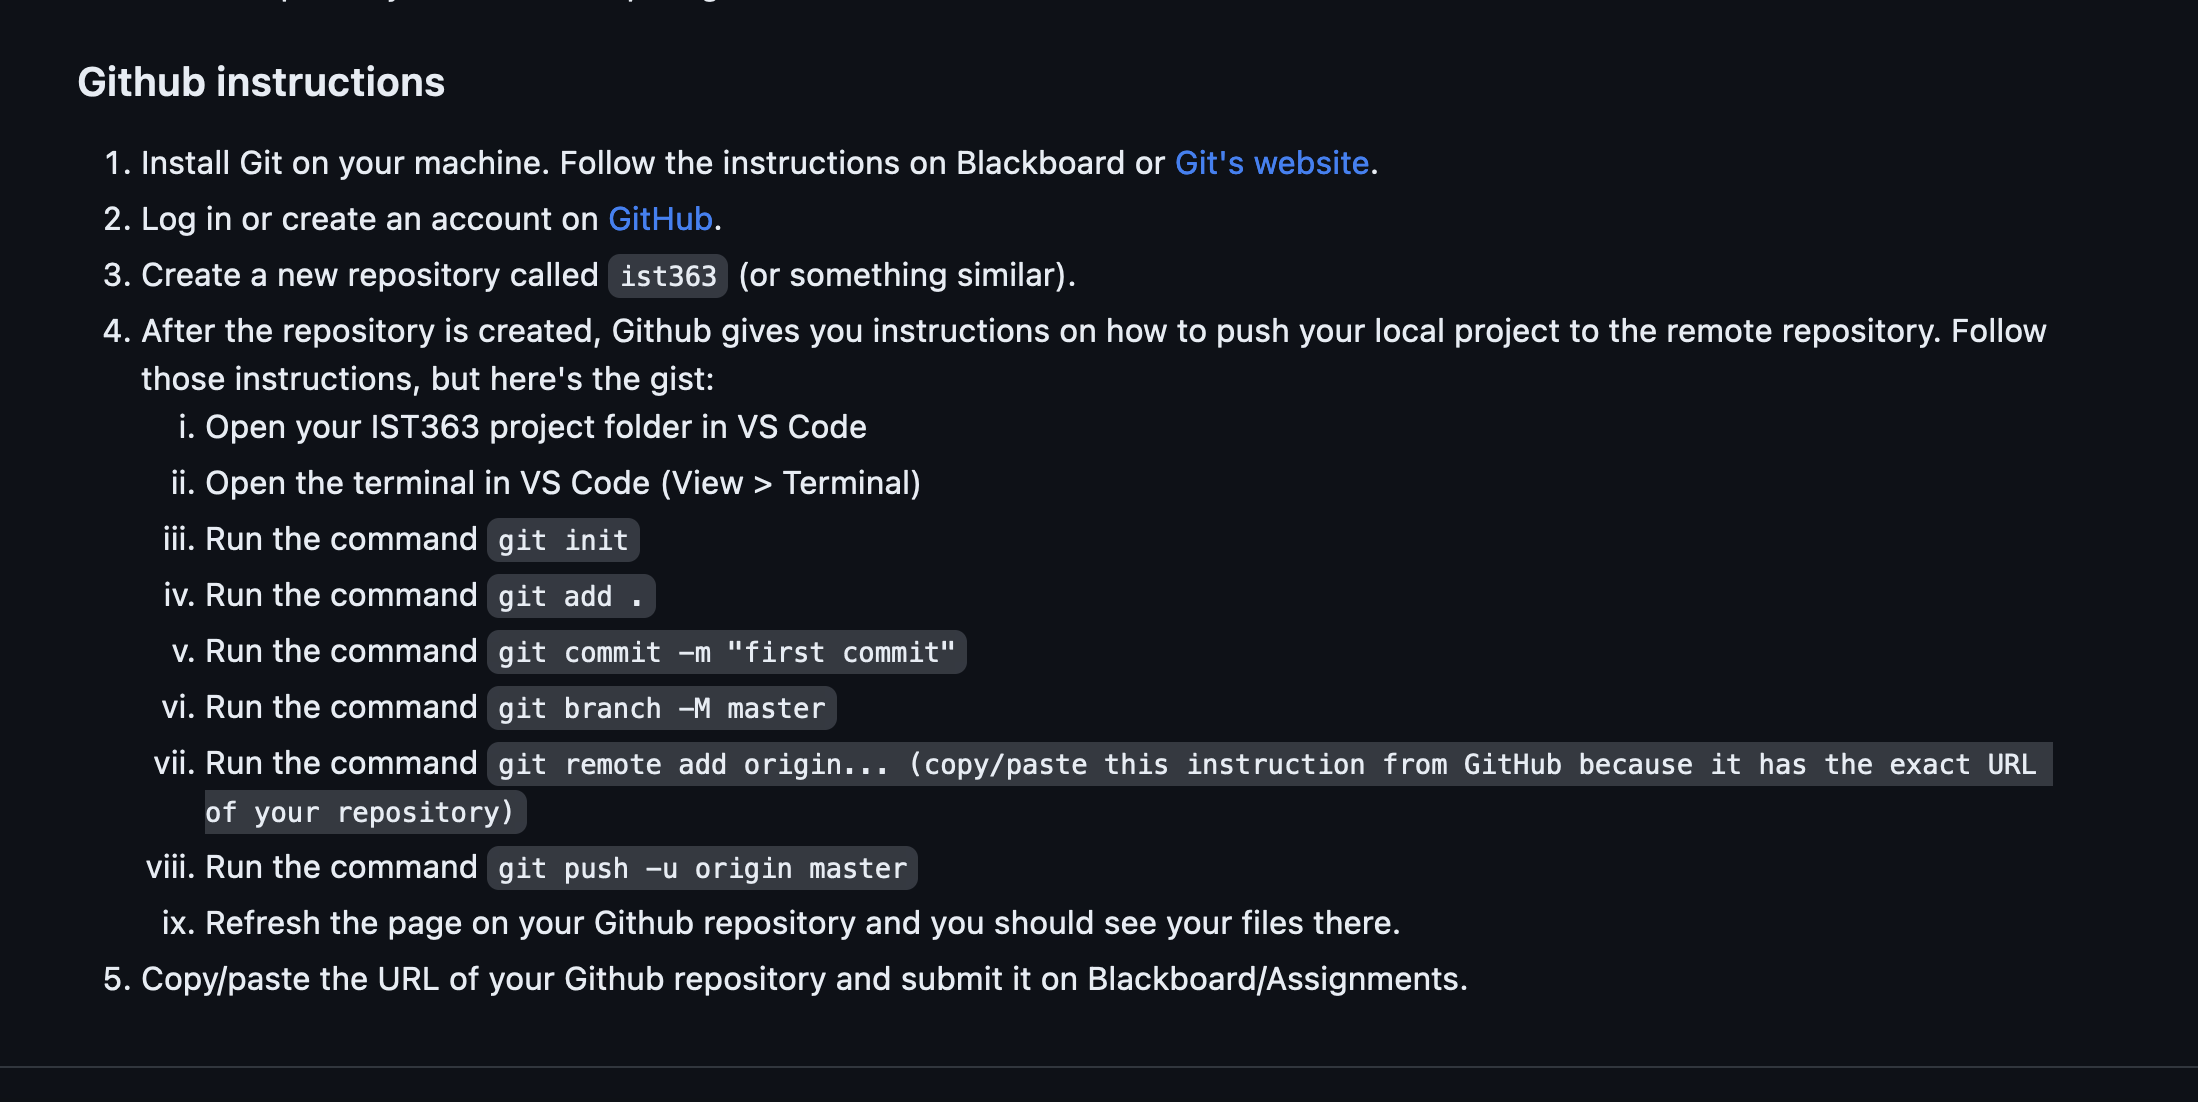 Github instructions
1. Install Git on your machine. Follow the instructions on Blackboard or Git's website.
2. Log in or create an account on GitHub.
3. Create a new repository called ist363 (or something similar).
4. After the repository is created, Github gives you instructions on how to push your local project to the remote repository. Follow
those instructions, but here's the gist:
i. Open your IST363 project folder in VS Code
ii. Open the terminal in VS Code (View > Terminal)
iii. Run the command git init
iv. Run the command git add .
v. Run the command git commit -m "first commit"
vi. Run the command git branch -M master
vii. Run the command git remote add origin... (copy/paste this instruction from GitHub because it has the exact URL
of your repository)
viii. Run the command git push -u origin master
ix. Refresh the page on your Github repository and you should see your files there.
5. Copy/paste the URL of your Github repository and submit it on Blackboard/Assignments.